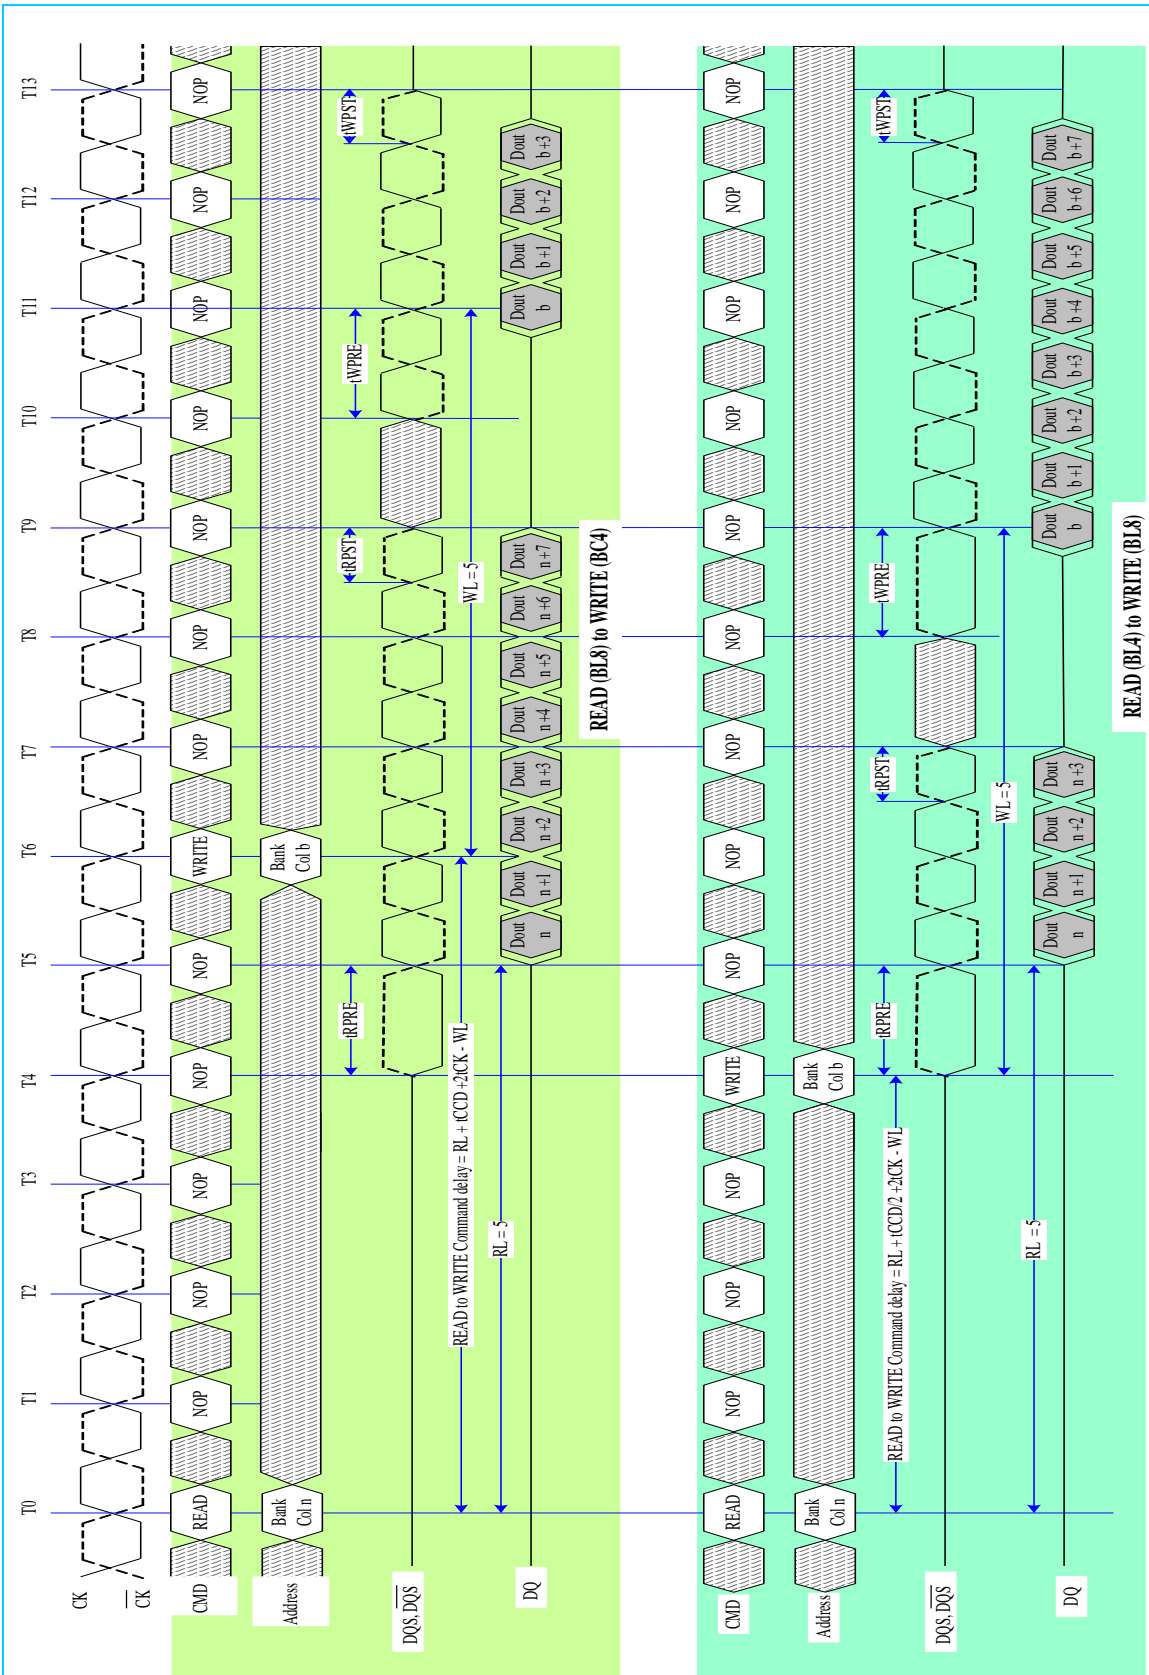 T0 T1 T2 T3 T4 T5 T6 T7 T8 T9 T10 T11 T12 T13
CK
CK
CMD READ NOP NOP NOP NOP NOP WRITE NOP NOP NOP NOP NOP NOP NOP
Address Bank Col n Bank Col b
tRPRE tRPST tWPRE tWPST
DQS, DQS
READ to WRITE Command delay = RL + tCCD +2tCK - WL
WL = 5
RL = 5
DQ Dout n Dout n+1 Dout n+2 Dout n+3 Dout n+4 Dout n+5 Dout n+6 Dout n+7 Dout b Dout b+1 Dout b+2 Dout b+3
READ (BL8) to WRITE (BC4)
CMD READ NOP NOP NOP WRITE NOP NOP NOP NOP NOP NOP NOP NOP NOP
Address Bank Col n Bank Col b
tRPRE tRPST tWPRE tWPST
READ to WRITE Command delay = RL + tCCD/2 +2tCK - WL
DQS, DQS
WL = 5
RL = 5
DQ Dout n Dout n+1 Dout n+2 Dout n+3 Dout b Dout b+1 Dout b+2 Dout b+3 Dout b+4 Dout b+5 Dout b+6 Dout b+7
READ (BL4) to WRITE (BL8)